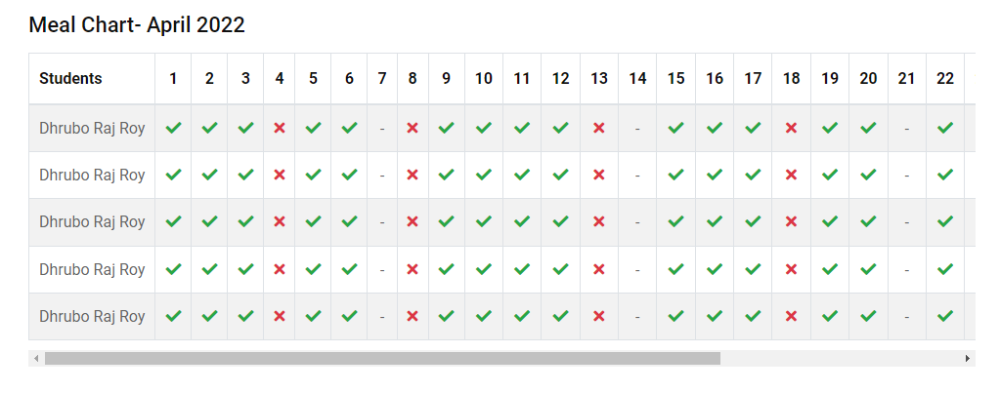 Meal Chart- April 2022
Students 1 2 3 4 5 6 7 8 9 10 11 12 13 14 15 16 17 18 19 20 21 22
Dhrubo Raj Roy ✔ ✔ ✔ ✖ ✔ ✔ - ✖ ✔ ✔ ✔ ✔ ✖ - ✔ ✔ ✔ ✖ ✔ ✔ - ✔
Dhrubo Raj Roy ✔ ✔ ✔ ✖ ✔ ✔ - ✖ ✔ ✔ ✔ ✔ ✖ - ✔ ✔ ✔ ✖ ✔ ✔ - ✔
Dhrubo Raj Roy ✔ ✔ ✔ ✖ ✔ ✔ - ✖ ✔ ✔ ✔ ✔ ✖ - ✔ ✔ ✔ ✖ ✔ ✔ - ✔
Dhrubo Raj Roy ✔ ✔ ✔ ✖ ✔ ✔ - ✖ ✔ ✔ ✔ ✔ ✖ - ✔ ✔ ✔ ✖ ✔ ✔ - ✔
Dhrubo Raj Roy ✔ ✔ ✔ ✖ ✔ ✔ - ✖ ✔ ✔ ✔ ✔ ✖ - ✔ ✔ ✔ ✖ ✔ ✔ - ✔